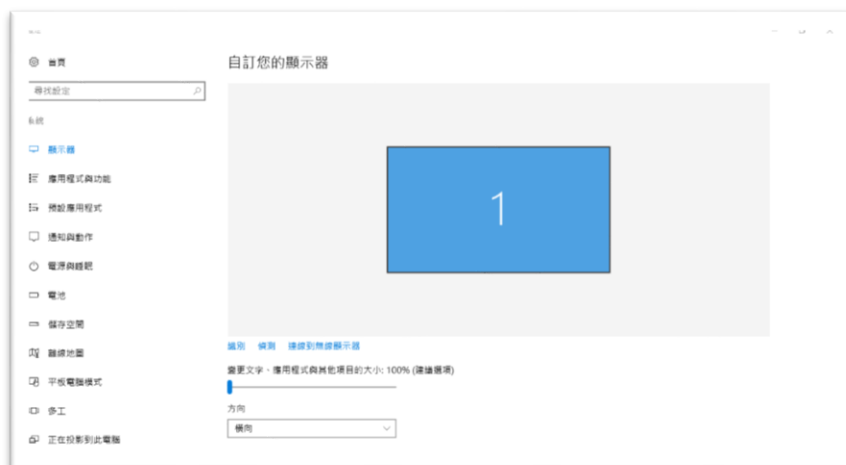 設定
首頁
自訂您的顯示器
尋找設定
系統
顯示器
應用程式與功能
預設應用程式
通知與動作
電源與睡眠
電池
儲存空間
離線地圖
平板電腦模式
多工
正在投影到此電腦
1
識別 偵測 連線到無線顯示器
變更文字、應用程式與其他項目的大小: 100% (建議選項)
方向
橫向